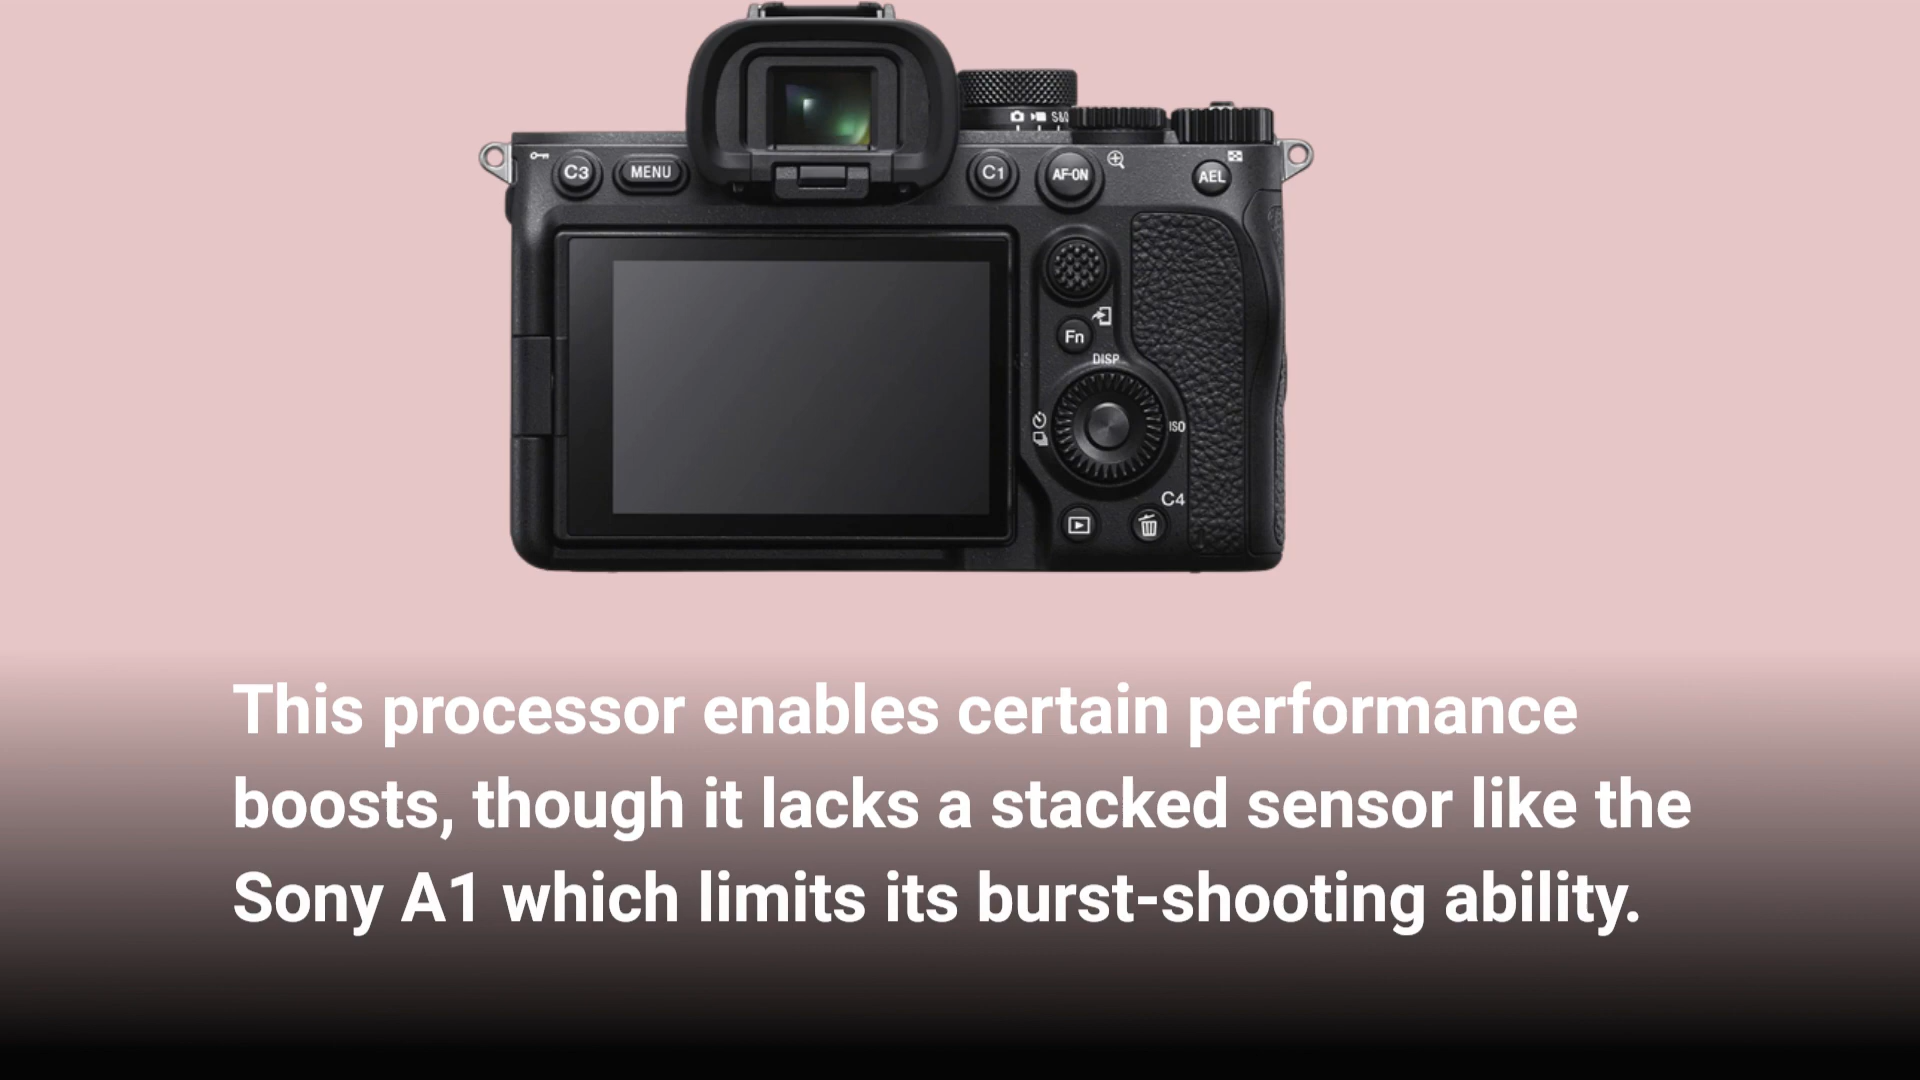 S&Q
C3 MENU C1 AF-ON AEL
Fn
DISP
ISO
C4
This processor enables certain performance
boosts, though it lacks a stacked sensor like the
Sony A1 which limits its burst-shooting ability.